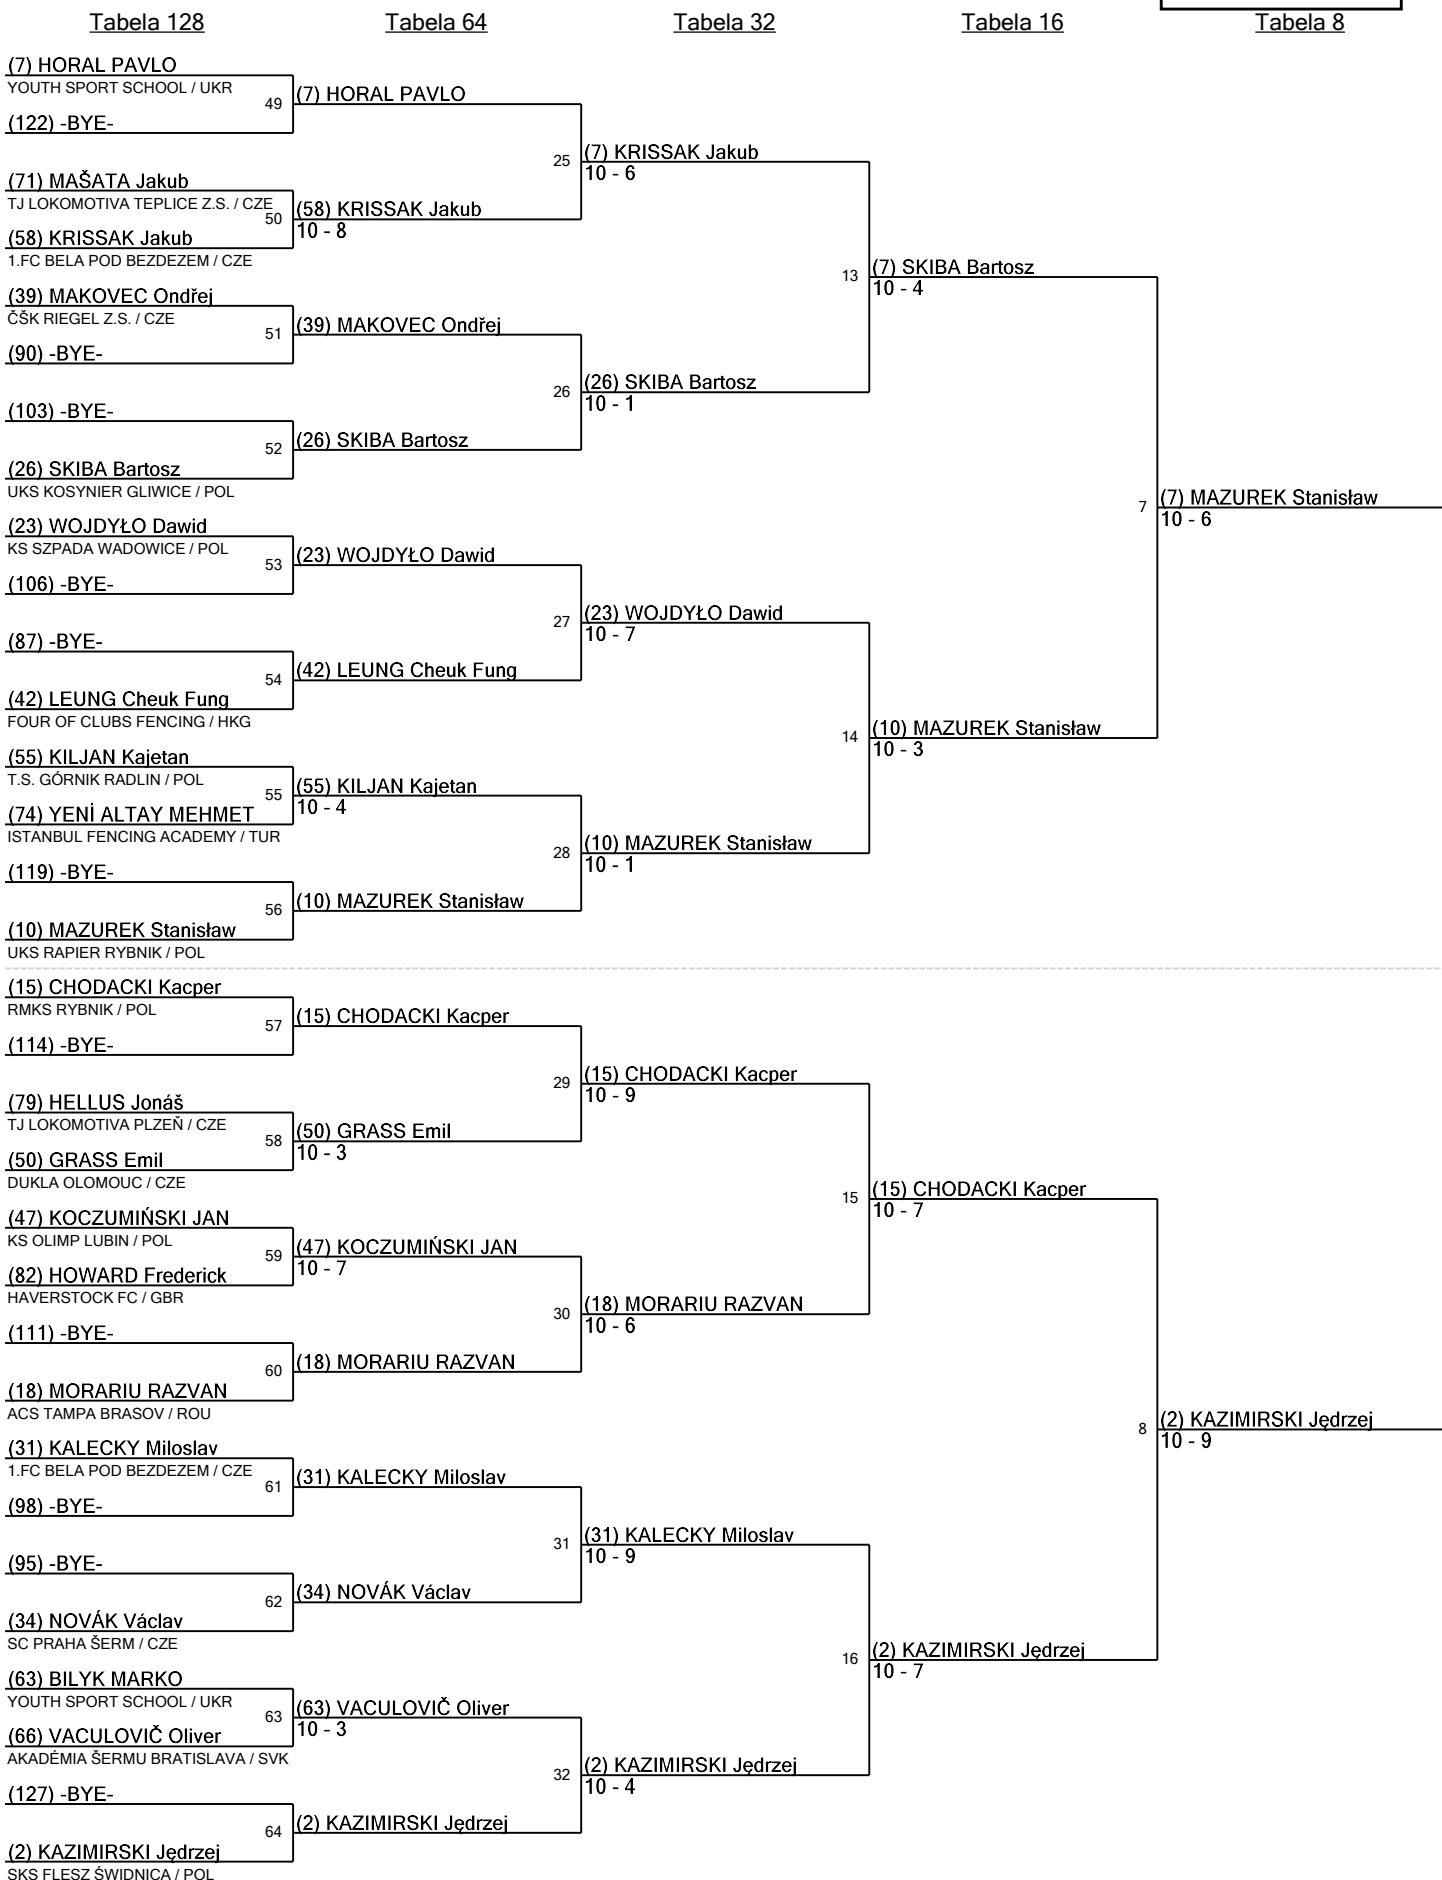 Tabela 128
Tabela 64
Tabela 32
Tabela 16
Tabela 8
(7) HORAL PAVLO
YOUTH SPORT SCHOOL / UKR
49
(122) -BYE-
(71) MAŠATA Jakub
TJ LOKOMOTIVA TEPLICE Z.S. / CZE
50
(58) KRISSAK Jakub
1.FC BELA POD BEZDEZEM / CZE
(39) MAKOVEC Ondřej
ČŠK RIEGEL Z.S. / CZE
51
(90) -BYE-
(103) -BYE-
52
(26) SKIBA Bartosz
UKS KOSYNIER GLIWICE / POL
(23) WOJDYŁO Dawid
KS SZPADA WADOWICE / POL
53
(106) -BYE-
(87) -BYE-
54
(42) LEUNG Cheuk Fung
FOUR OF CLUBS FENCING / HKG
(55) KILJAN Kajetan
T.S. GÓRNIK RADLIN / POL
55
(74) YENİ ALTAY MEHMET
ISTANBUL FENCING ACADEMY / TUR
(119) -BYE-
56
(10) MAZUREK Stanisław
UKS RAPIER RYBNIK / POL
(15) CHODACKI Kacper
RMKS RYBNIK / POL
57
(114) -BYE-
(79) HELLUS Jonáš
TJ LOKOMOTIVA PLZEŇ / CZE
58
(50) GRASS Emil
DUKLA OLOMOUC / CZE
(47) KOCZUMIŃSKI JAN
KS OLIMP LUBIN / POL
59
(82) HOWARD Frederick
HAVERSTOCK FC / GBR
(111) -BYE-
60
(18) MORARIU RAZVAN
ACS TAMPA BRASOV / ROU
(31) KALECKY Miloslav
1.FC BELA POD BEZDEZEM / CZE
61
(98) -BYE-
(95) -BYE-
62
(34) NOVÁK Václav
SC PRAHA ŠERM / CZE
(63) BILYK MARKO
YOUTH SPORT SCHOOL / UKR
63
(66) VACULOVIČ Oliver
AKADÉMIA ŠERMU BRATISLAVA / SVK
(127) -BYE-
64
(2) KAZIMIRSKI Jędrzej
SKS FLESZ ŚWIDNICA / POL
(7) HORAL PAVLO
25
(58) KRISSAK Jakub
10 - 8
(39) MAKOVEC Ondřej
26
(26) SKIBA Bartosz
(23) WOJDYŁO Dawid
27
(42) LEUNG Cheuk Fung
(55) KILJAN Kajetan
10 - 4
28
(10) MAZUREK Stanisław
(15) CHODACKI Kacper
29
(50) GRASS Emil
10 - 3
(47) KOCZUMIŃSKI JAN
10 - 7
30
(18) MORARIU RAZVAN
(31) KALECKY Miloslav
31
(34) NOVÁK Václav
(63) VACULOVIČ Oliver
10 - 3
32
(2) KAZIMIRSKI Jędrzej
(7) KRISSAK Jakub
10 - 6
13
(26) SKIBA Bartosz
10 - 1
(23) WOJDYŁO Dawid
10 - 7
14
(10) MAZUREK Stanisław
10 - 1
(15) CHODACKI Kacper
10 - 9
15
(18) MORARIU RAZVAN
10 - 6
(31) KALECKY Miloslav
10 - 9
16
(2) KAZIMIRSKI Jędrzej
10 - 4
(7) SKIBA Bartosz
10 - 4
7
(10) MAZUREK Stanisław
10 - 3
(15) CHODACKI Kacper
10 - 7
8
(2) KAZIMIRSKI Jędrzej
10 - 7
(7) MAZUREK Stanisław
10 - 6
(2) KAZIMIRSKI Jędrzej
10 - 9